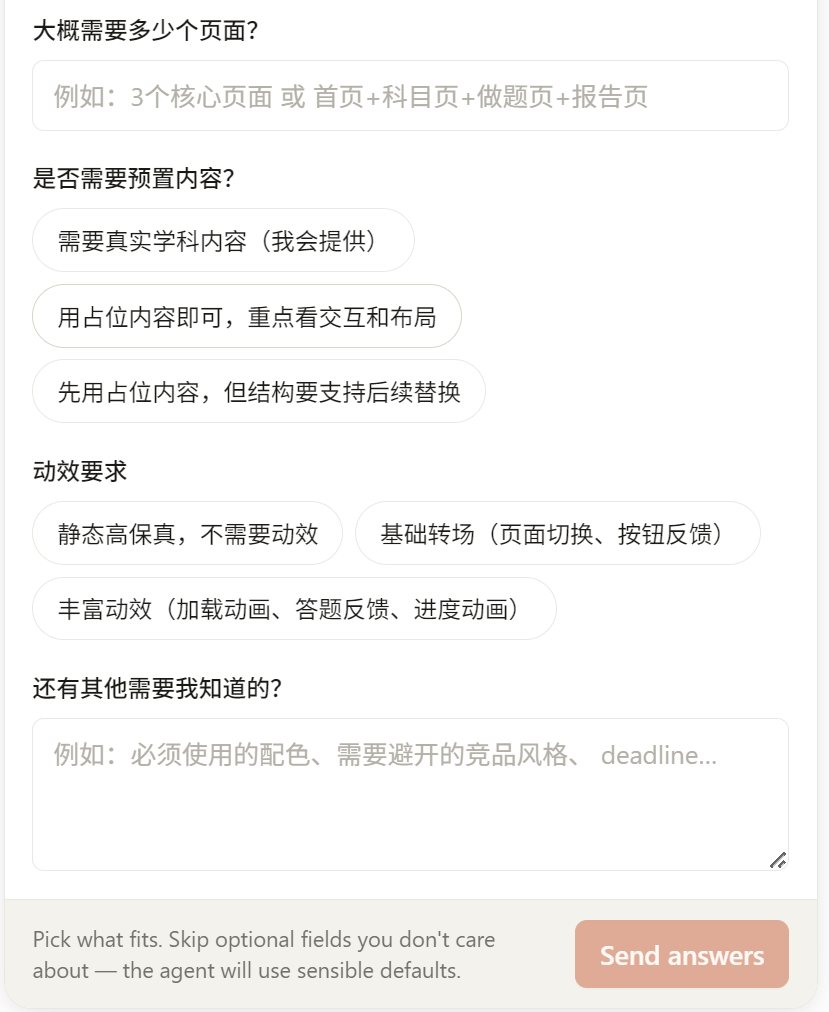 大概需要多少个页面？
例如：3个核心页面 或 首页+科目页+做题页+报告页
是否需要预置内容？
需要真实学科内容（我会提供）
用占位内容即可，重点看交互和布局
先用占位内容，但结构要支持后续替换
动效要求
静态高保真，不需要动效
基础转场（页面切换、按钮反馈）
丰富动效（加载动画、答题反馈、进度动画）
还有其他需要我知道的？
例如：必须使用的配色、需要避开的竞品风格、 deadline...
Pick what fits. Skip optional fields you don't care
about — the agent will use sensible defaults.
Send answers